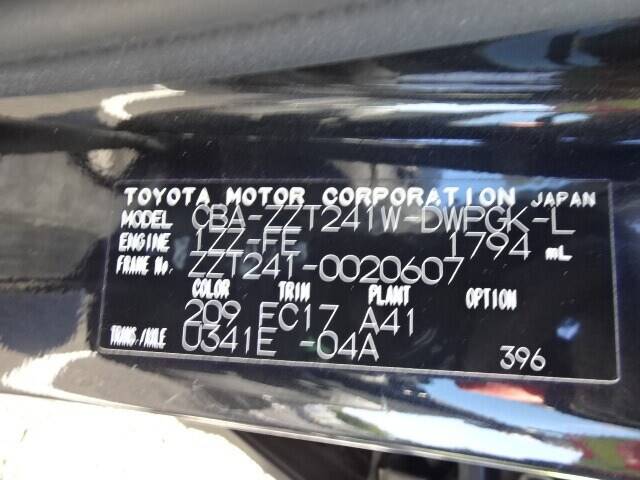 TOYOTA MOTOR CORPORATION JAPAN
MODEL CBA-ZZT241W-DWPGK-L
ENGINE 1ZZ-FE 1794 mL
FRAME No. ZZT241-0020607
COLOR TRIM PLANT OPTION
209 FC17 A41
TRANS./AXLE U341E -04A
396